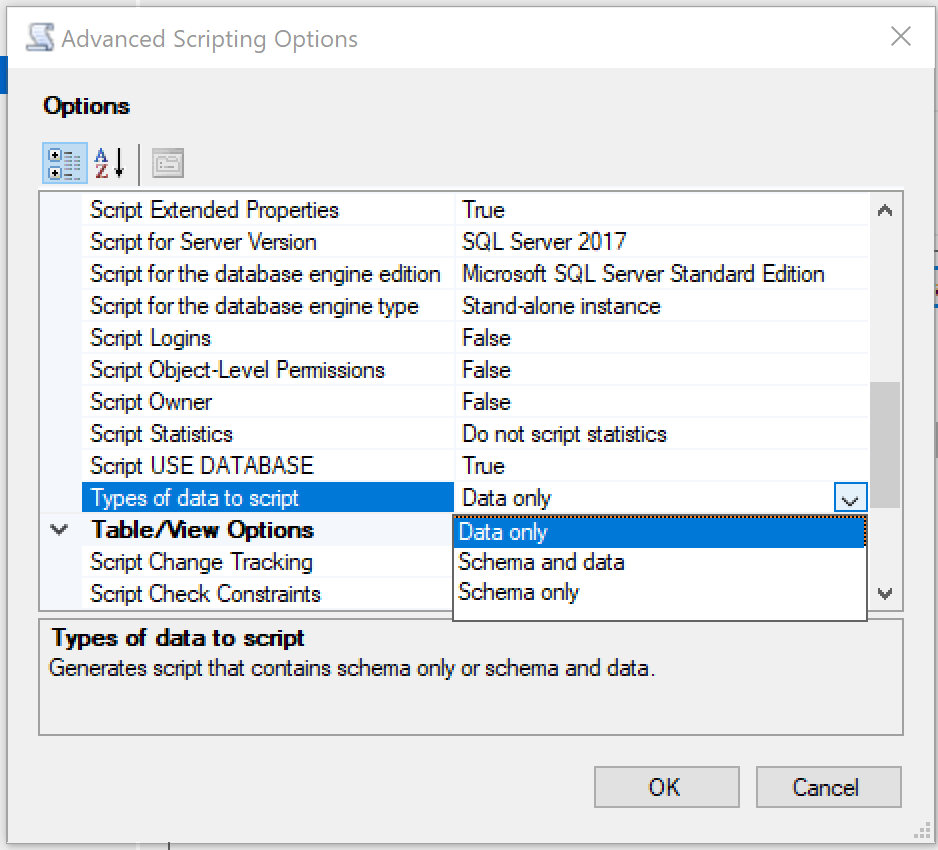 Advanced Scripting Options
Options
A
Z
Script Extended Properties True
Script for Server Version SQL Server 2017
Script for the database engine edition Microsoft SQL Server Standard Edition
Script for the database engine type Stand-alone instance
Script Logins False
Script Object-Level Permissions False
Script Owner False
Script Statistics Do not script statistics
Script USE DATABASE True
Types of data to script Data only
Data only
Table/View Options
Schema and data
Script Change Tracking
Schema only
Script Check Constraints
Types of data to script
Generates script that contains schema only or schema and data.
OK Cancel